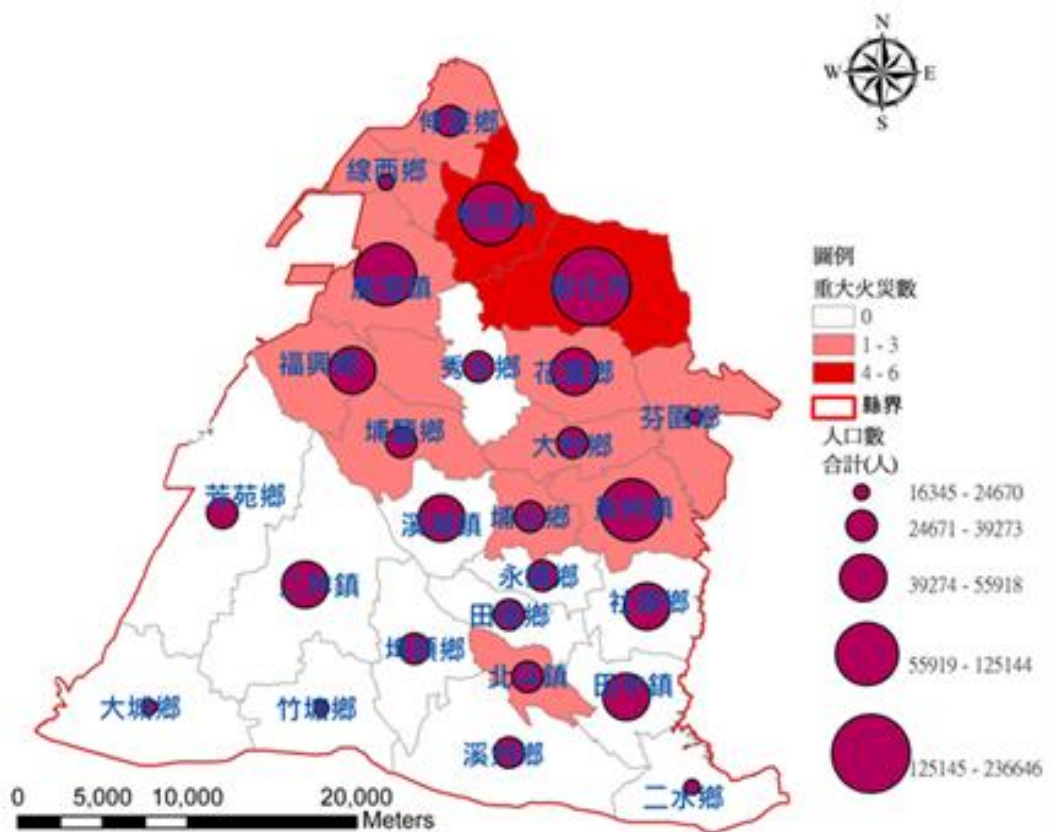 N
W
E
S
伸港鄉
線西鄉
和美鎮
鹿港鎮
彰化市
福興鄉
秀水鄉
花壇鄉
芬園鄉
埔鹽鄉
大村鄉
芳苑鄉
溪湖鎮
埔心鄉
員林鎮
二林鎮
永靖鄉
社頭鄉
田尾鄉
埤頭鄉
北斗鎮
田中鎮
大城鄉
竹塘鄉
溪州鄉
二水鄉
圖例
重大火災數
0
1 - 3
4 - 6
縣界
人口數
合計(人)
16345 - 24670
24671 - 39273
39274 - 55918
55919 - 125144
125145 - 236646
0 5,000 10,000 20,000
Meters